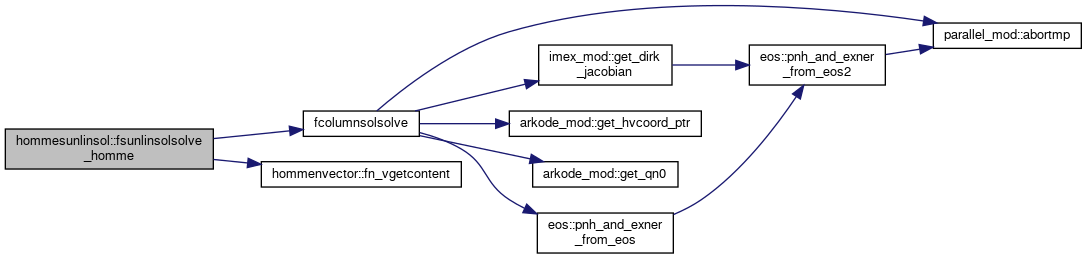 hommesunlinsol::fsunlinsolsolve
_homme
fcolumnsolsolve
hommenvector::fn_vgetcontent
imex_mod::get_dirk
_jacobian
arkode_mod::get_hvcoord_ptr
arkode_mod::get_qn0
eos::pnh_and_exner
_from_eos
eos::pnh_and_exner
_from_eos2
parallel_mod::abortmp